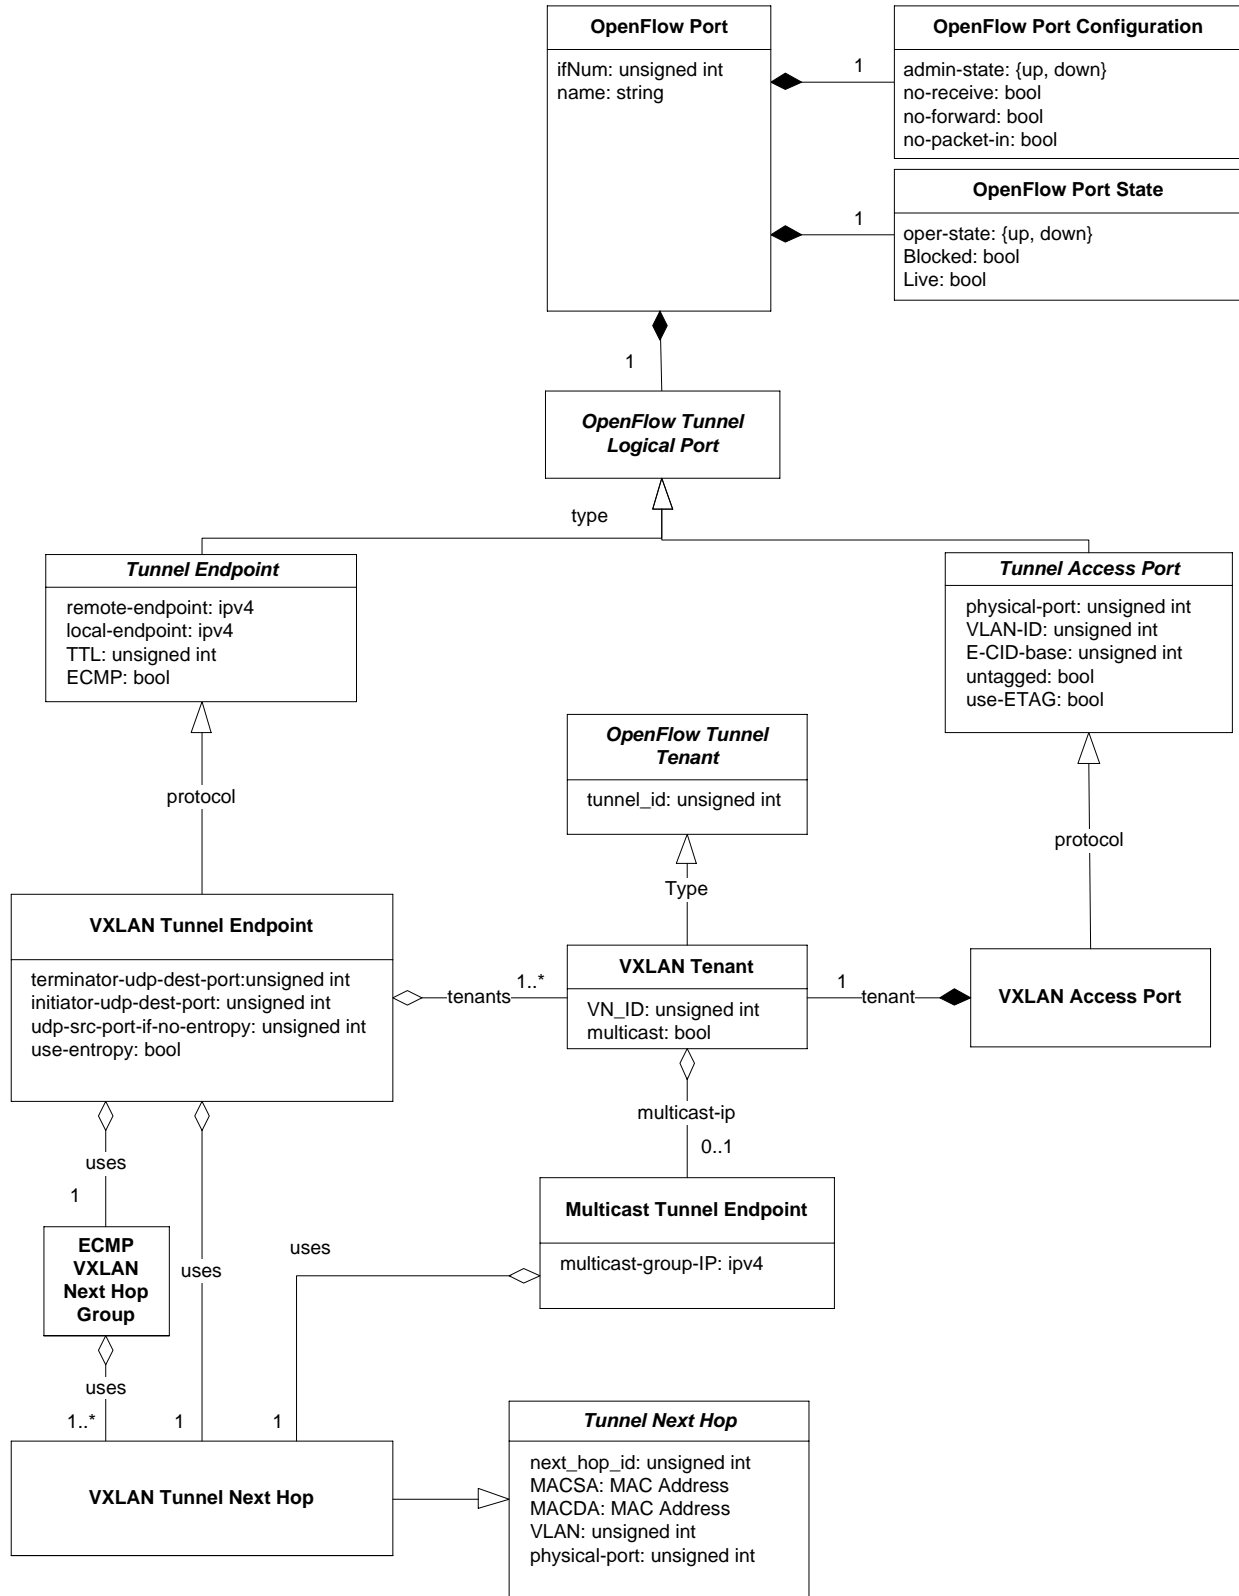 OpenFlow Port
ifNum: unsigned int
name: string
1
OpenFlow Port Configuration
admin-state: {up, down}
no-receive: bool
no-forward: bool
no-packet-in: bool
1
OpenFlow Port State
oper-state: {up, down}
Blocked: bool
Live: bool
1
OpenFlow Tunnel
Logical Port
type
Tunnel Endpoint
remote-endpoint: ipv4
local-endpoint: ipv4
TTL: unsigned int
ECMP: bool
Tunnel Access Port
physical-port: unsigned int
VLAN-ID: unsigned int
E-CID-base: unsigned int
untagged: bool
use-ETAG: bool
OpenFlow Tunnel
Tenant
tunnel_id: unsigned int
protocol
protocol
Type
VXLAN Tunnel Endpoint
terminator-udp-dest-port:unsigned int
initiator-udp-dest-port: unsigned int
udp-src-port-if-no-entropy: unsigned int
use-entropy: bool
1..*
tenants
VXLAN Tenant
VN_ID: unsigned int
multicast: bool
1
tenant
VXLAN Access Port
multicast-ip
0..1
uses
1
ECMP
VXLAN
Next Hop
Group
uses
uses
Multicast Tunnel Endpoint
multicast-group-IP: ipv4
uses
1..*
1
1
VXLAN Tunnel Next Hop
Tunnel Next Hop
next_hop_id: unsigned int
MACSA: MAC Address
MACDA: MAC Address
VLAN: unsigned int
physical-port: unsigned int